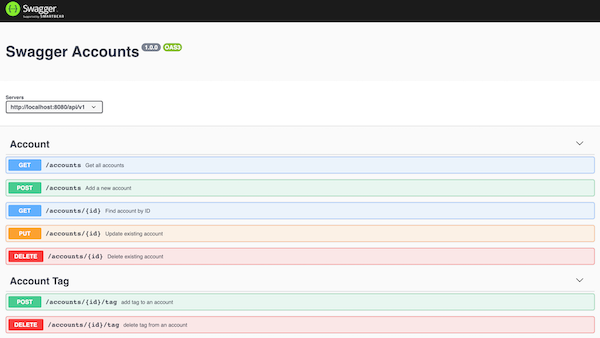 Swagger.
Supported by SMARTBEAR
Swagger Accounts 1.0.0 OAS3
Servers
http://localhost:8080/api/v1
Account
GET /accounts Get all accounts
POST /accounts Add a new account
GET /accounts/{id} Find account by ID
PUT /accounts/{id} Update existing account
DELETE /accounts/{id} Delete existing account
Account Tag
POST /accounts/{id}/tag add tag to an account
DELETE /accounts/{id}/tag delete tag from an account